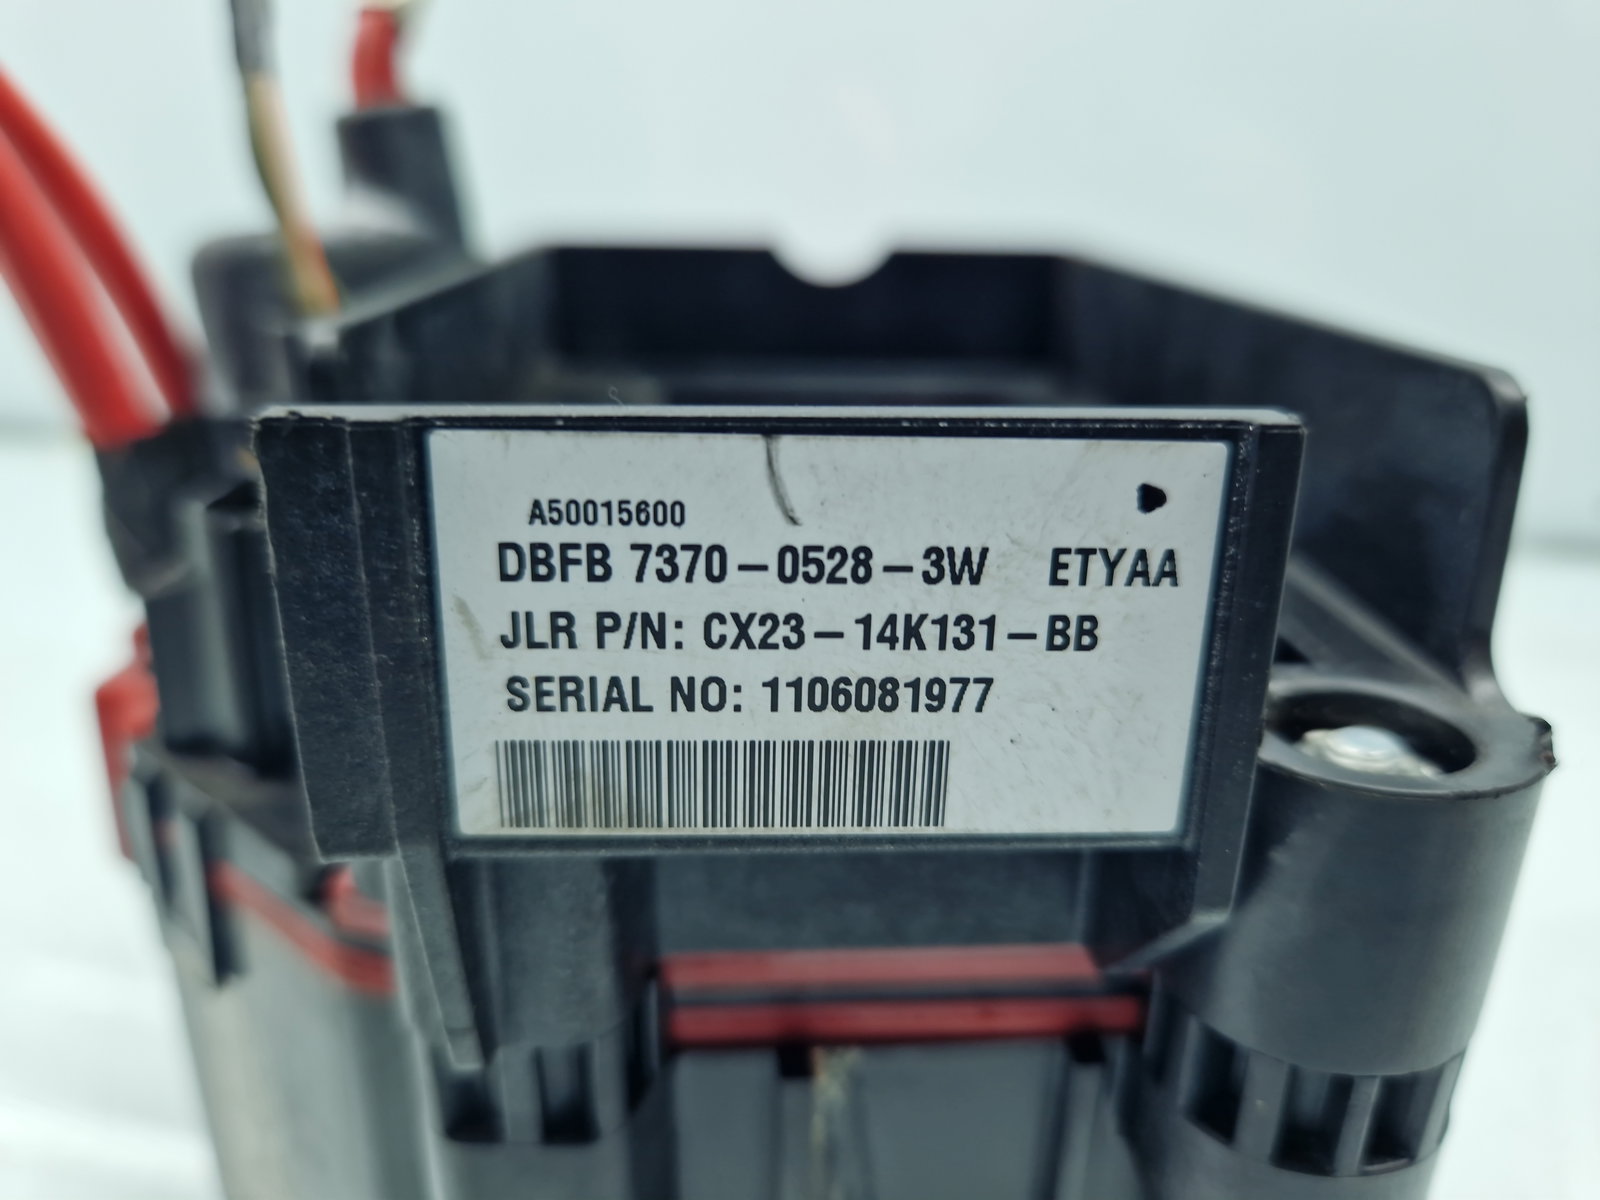 A50015600
DBFB 7370-0528-3W ETYAA
JLR P/N: CX23-14K131-BB
SERIAL NO: 1106081977